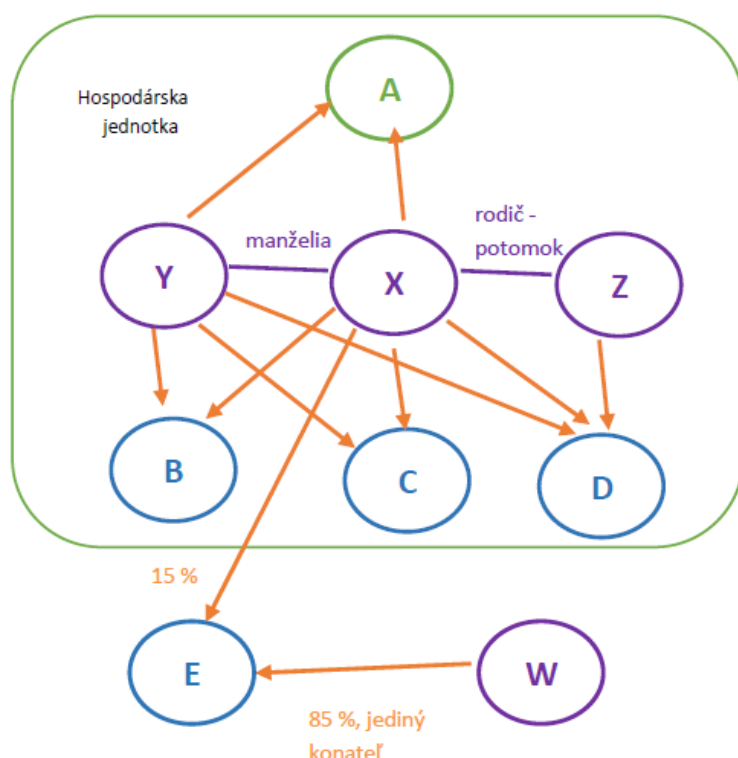 A
Hospodárska
jednotka
rodič -
potomok
manželia
Y
X
Z
B
C
D
15 %
E
W
85 %, jediný
konateľ